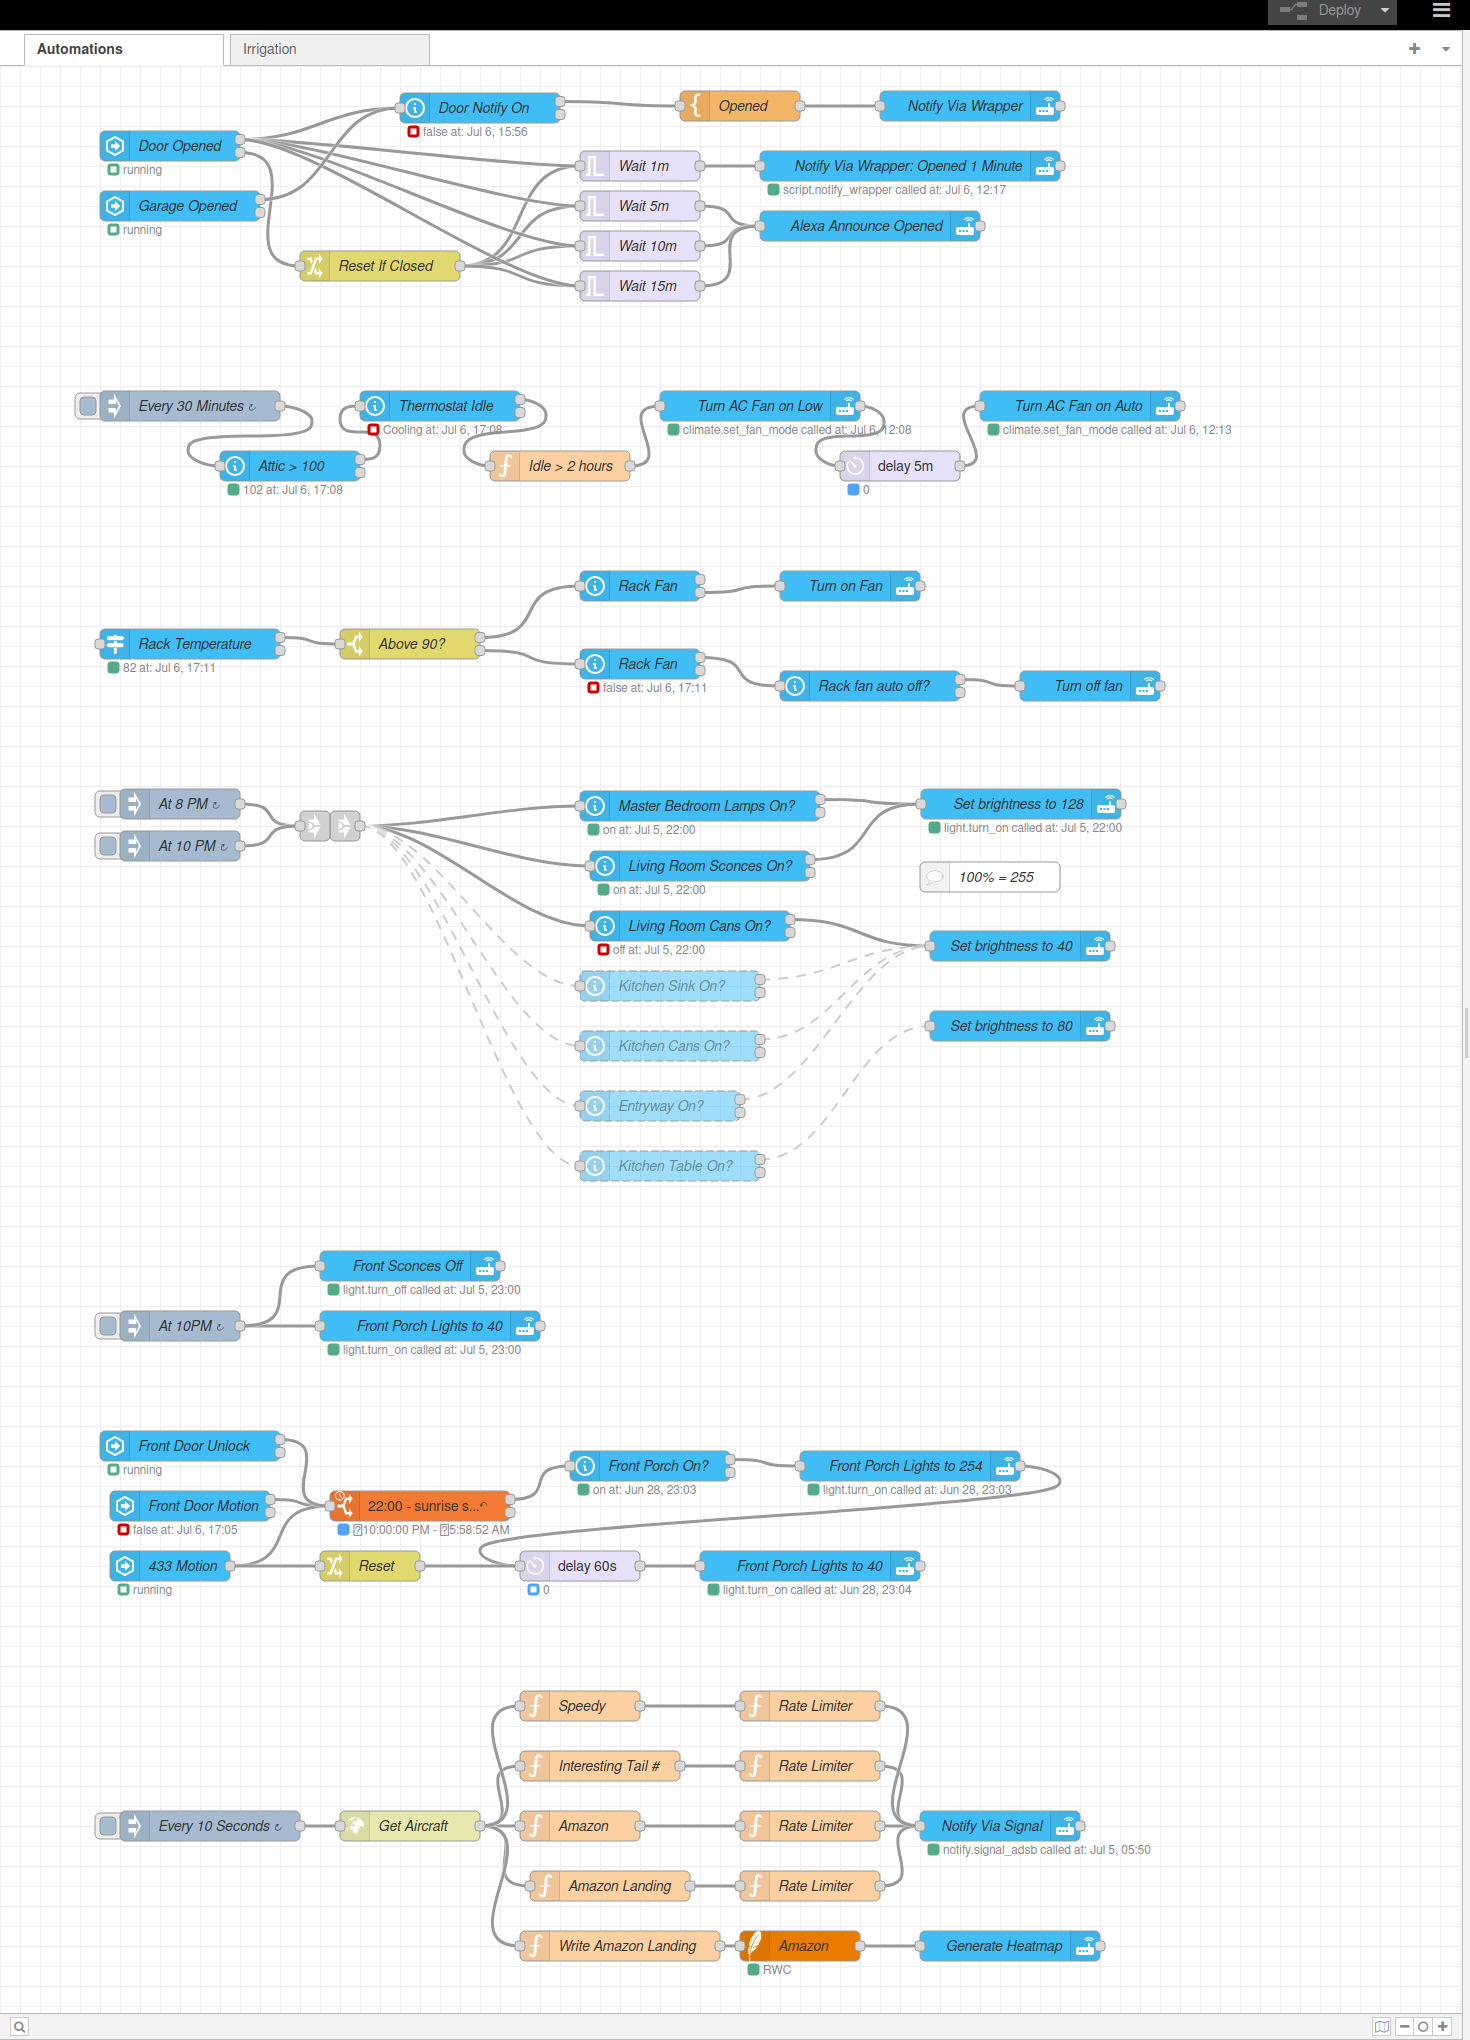 Deploy
Automations
Irrigation
Door Notify On
false at: Jul 6, 15:56
Opened
Notify Via Wrapper
Door Opened
running
Wait 1m
Notify Via Wrapper: Opened 1 Minute
script.notify_wrapper called at: Jul 6, 12:17
Garage Opened
running
Wait 5m
Alexa Announce Opened
Reset If Closed
Wait 10m
Wait 15m
Every 30 Minutes ↻
Thermostat Idle
Cooling at: Jul 6, 17:08
Turn AC Fan on Low
climate.set_fan_mode called at: Jul 6, 12:08
Turn AC Fan on Auto
climate.set_fan_mode called at: Jul 6, 12:13
Attic > 100
102 at: Jul 6, 17:08
Idle > 2 hours
delay 5m
0
Rack Fan
Turn on Fan
Rack Temperature
82 at: Jul 6, 17:11
Above 90?
Rack Fan
false at: Jul 6, 17:11
Rack fan auto off?
Turn off fan
At 8 PM ↻
At 10 PM ↻
Master Bedroom Lamps On?
on at: Jul 5, 22:00
Set brightness to 128
light.turn_on called at: Jul 5, 22:00
Living Room Sconces On?
on at: Jul 5, 22:00
100% = 255
Living Room Cans On?
off at: Jul 5, 22:00
Set brightness to 40
Kitchen Sink On?
Set brightness to 80
Kitchen Cans On?
Entryway On?
Kitchen Table On?
Front Sconces Off
light.turn_off called at: Jul 5, 23:00
At 10PM ↻
Front Porch Lights to 40
light.turn_on called at: Jul 5, 23:00
Front Door Unlock
running
Front Porch On?
on at: Jun 28, 23:03
Front Porch Lights to 254
light.turn_on called at: Jun 28, 23:03
Front Door Motion
false at: Jul 6, 17:05
22:00 - sunrise s...↶
10:00:00 PM - 5:58:52 AM
433 Motion
running
Reset
delay 60s
0
Front Porch Lights to 40
light.turn_on called at: Jun 28, 23:04
Speedy
Rate Limiter
Interesting Tail #
Rate Limiter
Every 10 Seconds ↻
Get Aircraft
Amazon
Rate Limiter
Notify Via Signal
notify.signal_adsb called at: Jul 5, 05:50
Amazon Landing
Rate Limiter
Write Amazon Landing
Amazon
RWC
Generate Heatmap